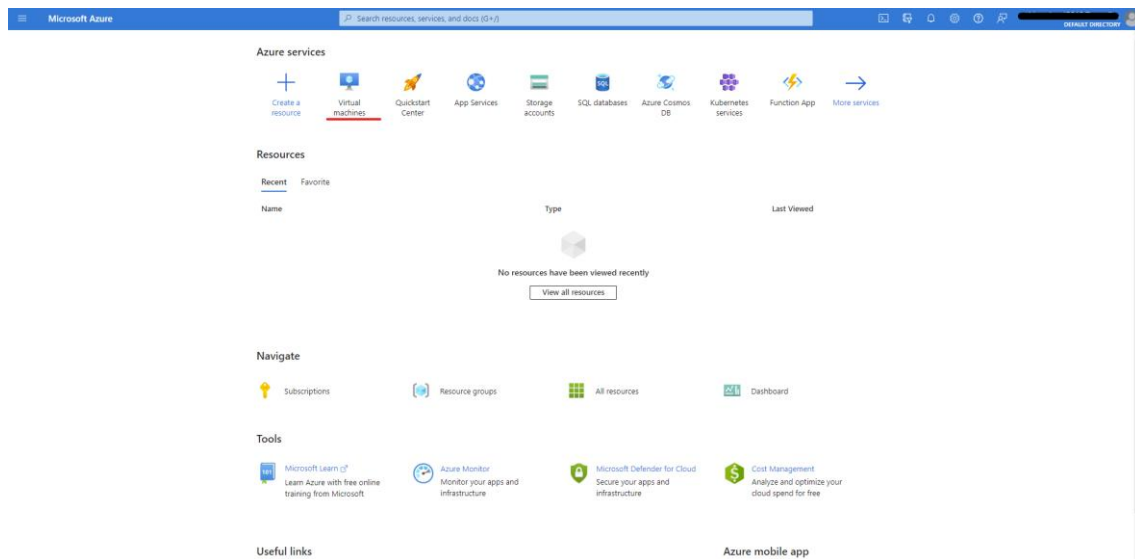 Microsoft Azure
Search resources, services, and docs (G+/)
DEFAULT DIRECTORY
Azure services
Create a resource
Virtual machines
Quickstart Center
App Services
Storage accounts
SQL databases
Azure Cosmos DB
Kubernetes services
Function App
More services
Resources
Recent Favorite
Name Type Last Viewed
No resources have been viewed recently
View all resources
Navigate
Subscriptions
Resource groups
All resources
Dashboard
Tools
Microsoft Learn
Learn Azure with free online
training from Microsoft
Azure Monitor
Monitor your apps and
infrastructure
Microsoft Defender for Cloud
Secure your apps and
infrastructure
Cost Management
Analyze and optimize your
cloud spend for free
Useful links
Azure mobile app